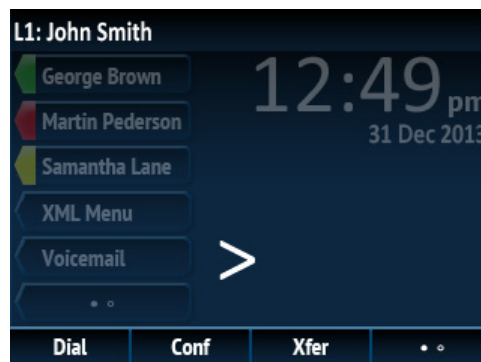 L1: John Smith
George Brown
Martin Pederson
Samantha Lane
XML Menu
Voicemail
12:49 pm
31 Dec 2013
>
Dial Conf Xfer